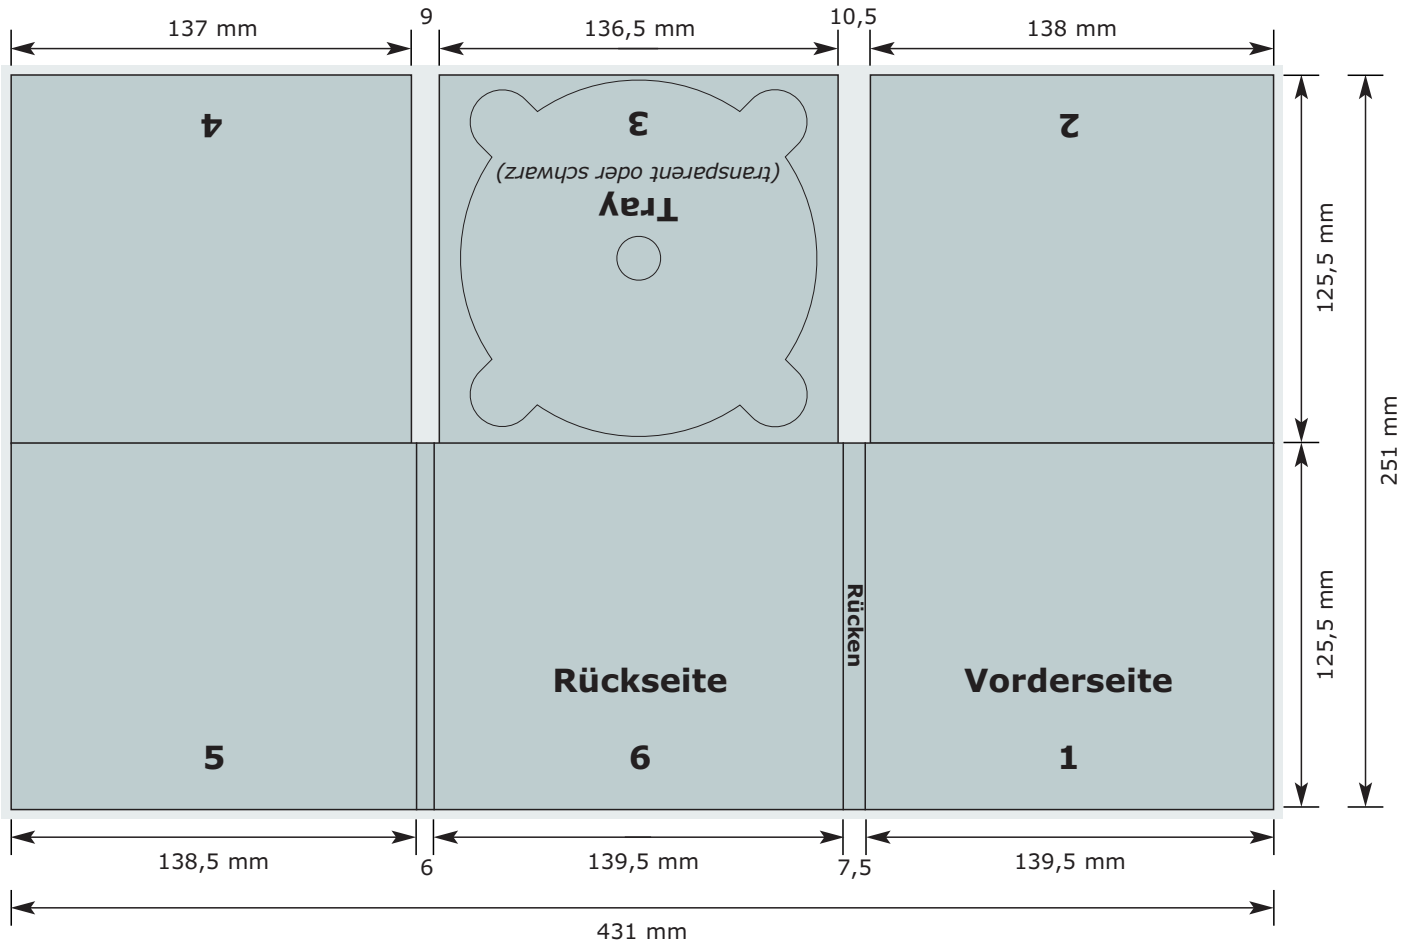 9
10,5
137 mm
136,5 mm
138 mm
4
3
2
(transparent oder schwarz)
Tray
125,5 mm
251 mm
125,5 mm
Rücken
Rückseite
Vorderseite
5
6
1
138,5 mm
6
139,5 mm
7,5
139,5 mm
431 mm